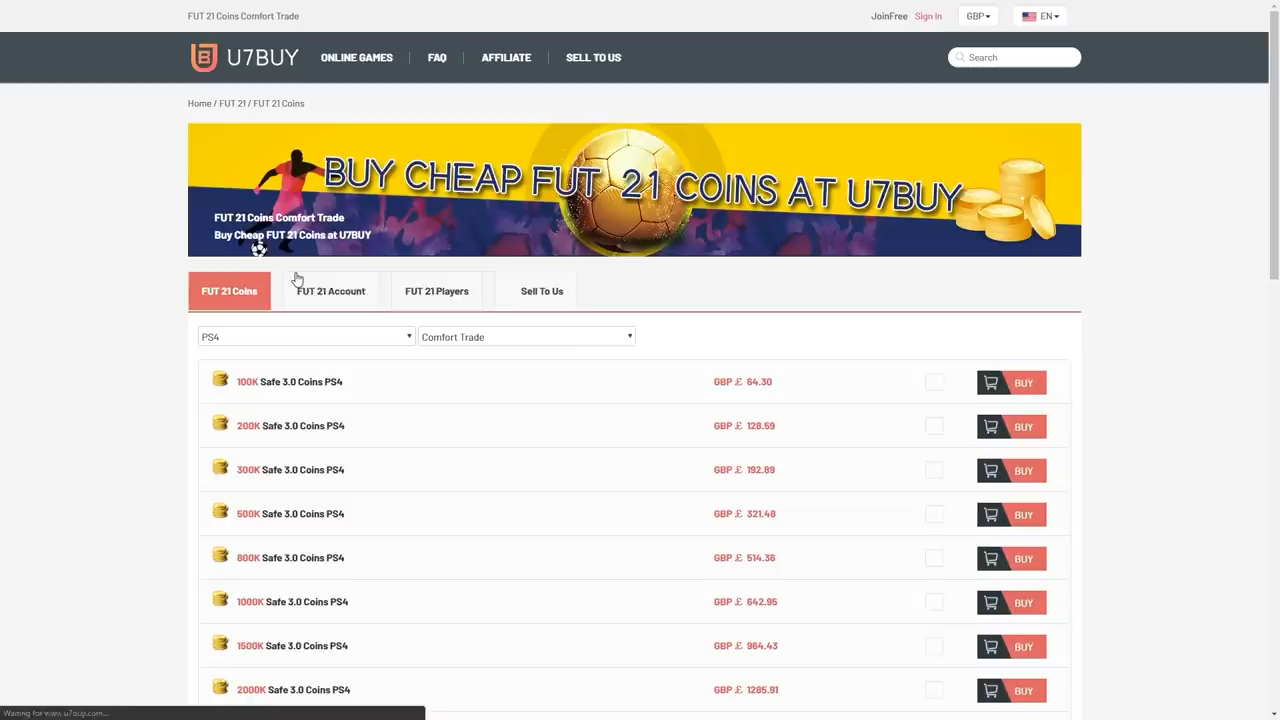 FUT 21 Coins Comfort Trade
JoinFree Sign In GBP EN
U7BUY ONLINE GAMES FAQ AFFILIATE SELL TO US Search
Home / FUT 21 / FUT 21 Coins
BUY CHEAP FUT 21 COINS AT U7BUY
FUT 21 Coins Comfort Trade
Buy Cheap FUT 21 Coins at U7BUY
FUT 21 Coins FUT 21 Account FUT 21 Players Sell To Us
PS4 Comfort Trade
100K Safe 3.0 Coins PS4 GBP £ 64.30 BUY
200K Safe 3.0 Coins PS4 GBP £ 128.59 BUY
300K Safe 3.0 Coins PS4 GBP £ 192.89 BUY
500K Safe 3.0 Coins PS4 GBP £ 321.48 BUY
800K Safe 3.0 Coins PS4 GBP £ 514.36 BUY
1000K Safe 3.0 Coins PS4 GBP £ 642.95 BUY
1500K Safe 3.0 Coins PS4 GBP £ 964.43 BUY
2000K Safe 3.0 Coins PS4 GBP £ 1285.91 BUY
Waiting for www.u7buy.com...